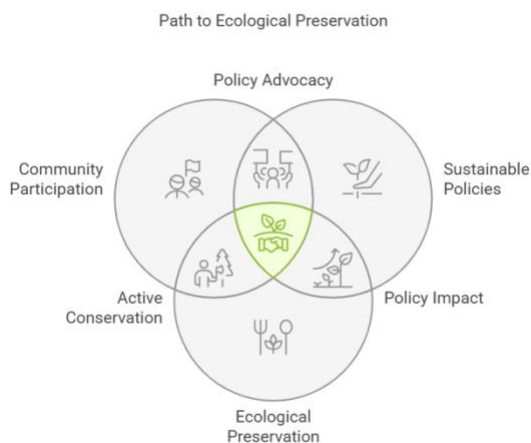 Path to Ecological Preservation
Policy Advocacy
Community
Participation
Sustainable
Policies
Active
Conservation
Policy Impact
Ecological
Preservation